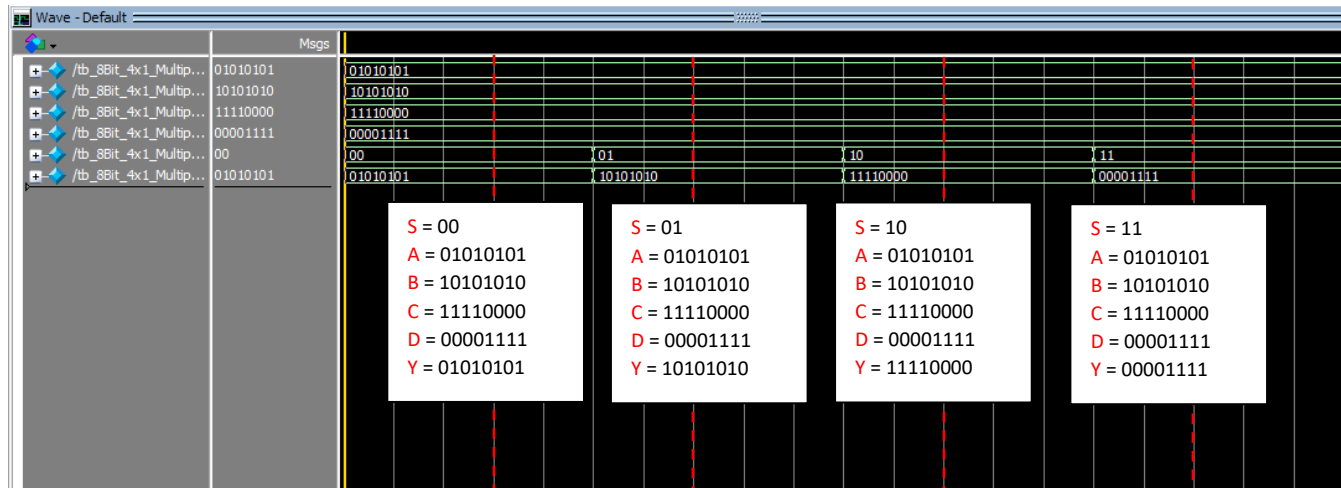 Wave - Default
Msgs
/tb_8Bit_4x1_Multip... 01010101 01010101
/tb_8Bit_4x1_Multip... 10101010 10101010
/tb_8Bit_4x1_Multip... 11110000 11110000
/tb_8Bit_4x1_Multip... 00001111 00001111
/tb_8Bit_4x1_Multip... 00 00 01 10 11
/tb_8Bit_4x1_Multip... 01010101 01010101 10101010 11110000 00001111
S = 00
A = 01010101
B = 10101010
C = 11110000
D = 00001111
Y = 01010101
S = 01
A = 01010101
B = 10101010
C = 11110000
D = 00001111
Y = 10101010
S = 10
A = 01010101
B = 10101010
C = 11110000
D = 00001111
Y = 11110000
S = 11
A = 01010101
B = 10101010
C = 11110000
D = 00001111
Y = 00001111